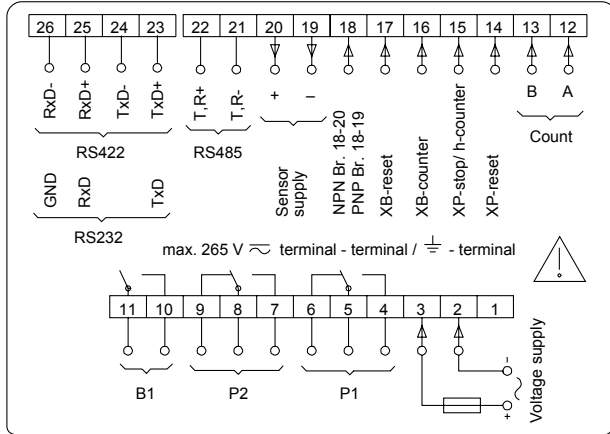 26 25 24 23 22 21 20 19 18 17 16 15 14 13 12
RxD- RxD+ TxD- TxD+ T,R+ T,R- + – B A
RS422 RS485 Count
Sensor supply
NPN Br. 18-20
PNP Br. 18-19
XB-reset
XB-counter
XP-stop/ h-counter
XP-reset
GND RxD TxD
RS232
max. 265 V ⏦ terminal - terminal / ⏚ - terminal
!
11 10 9 8 7 6 5 4 3 2 1
B1 P2 P1
- ~ +
Voltage supply